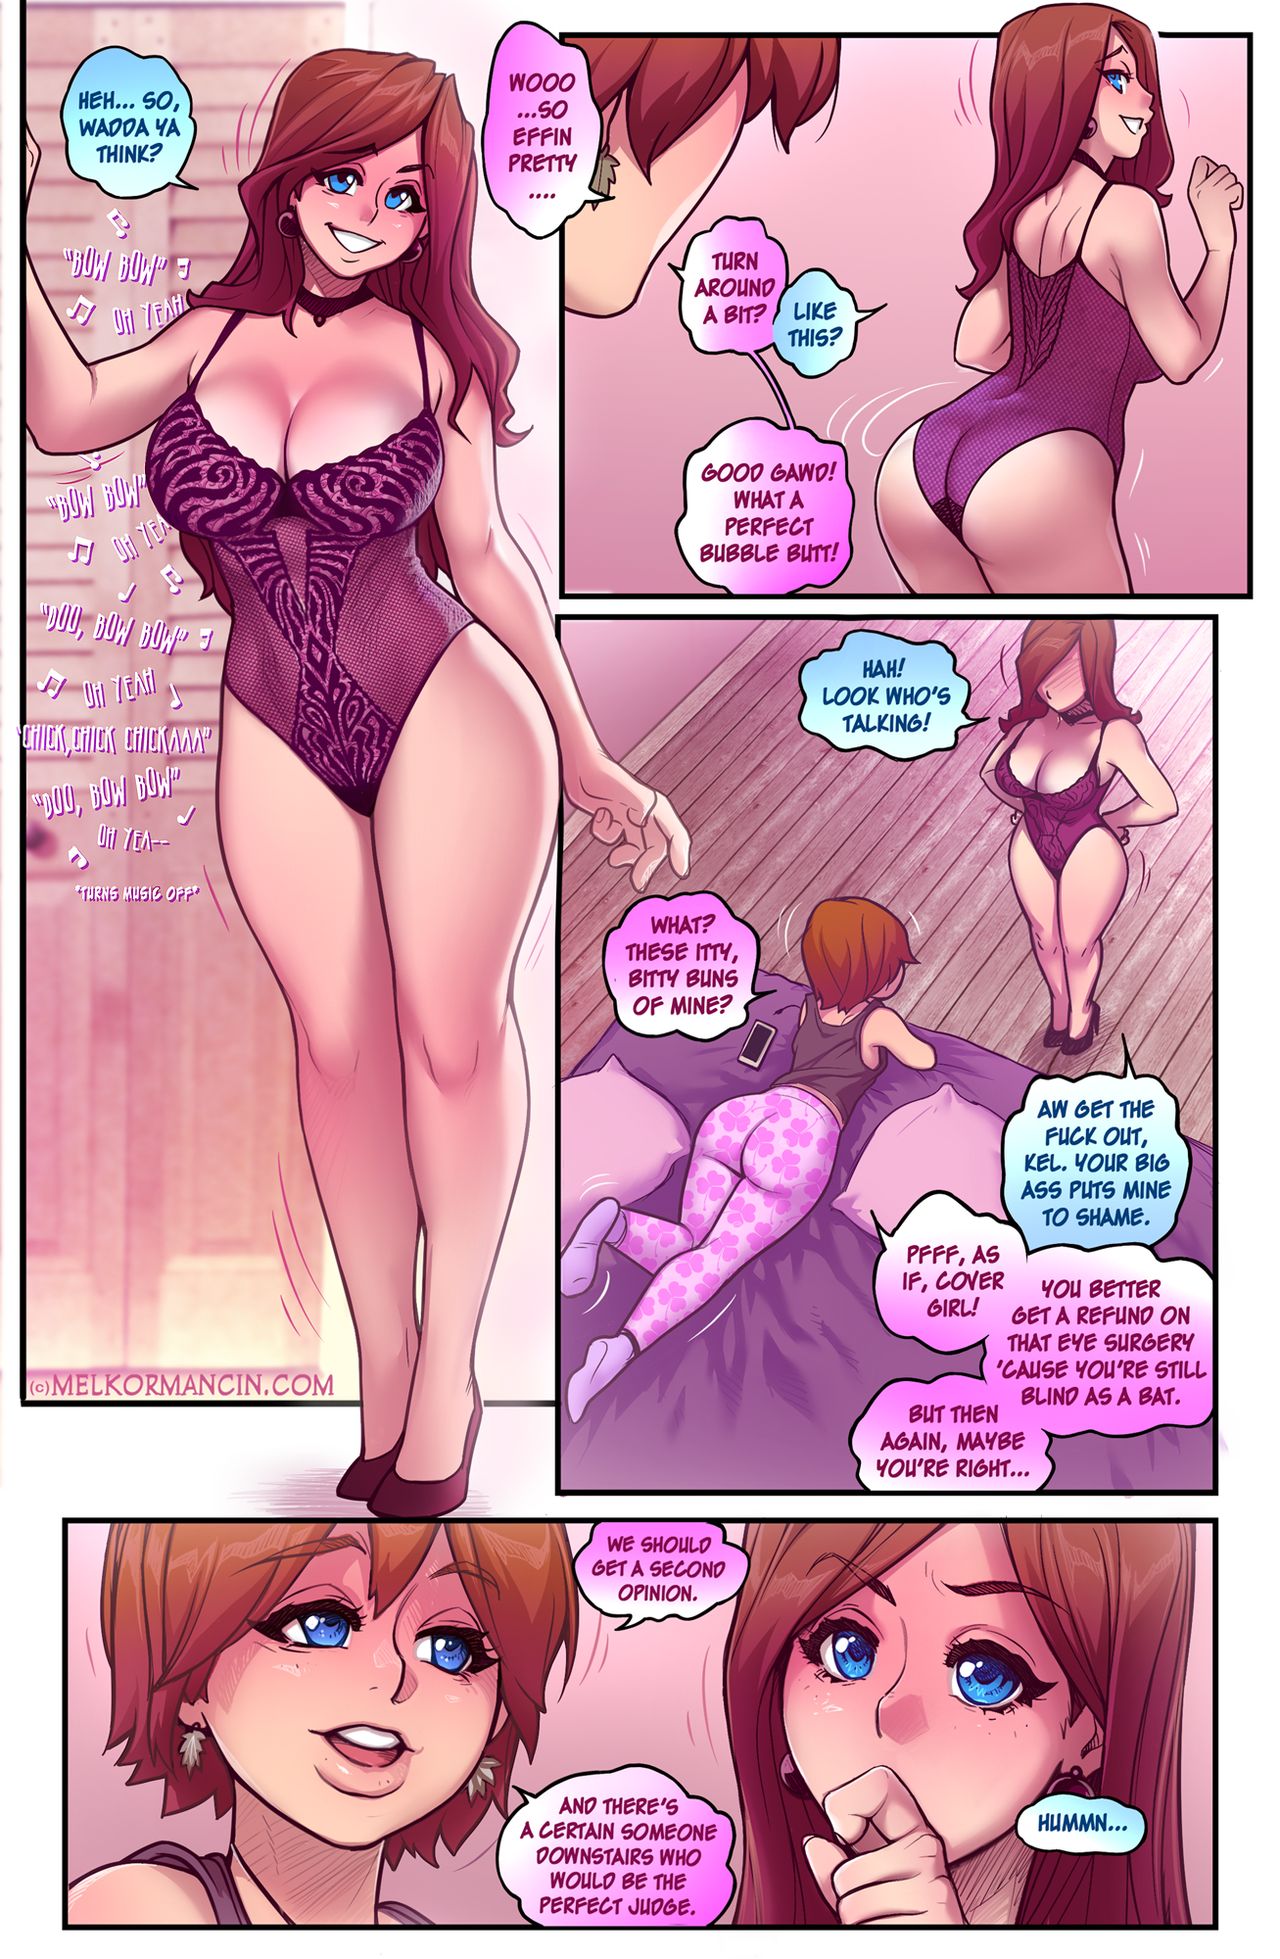 HEH... SO,
WADDA YA
THINK?
"BOW BOW"
OH YEAH
"BOW BOW"
OH YEA
"DOO, BOW BOW"
OH YEAH
"CHICK,CHICK CHICKAAA"
"DOO, BOW BOW"
OH YEA--
*TURNS MUSIC OFF*
(c)MELKORMANCIN.COM
WOOO
...SO
EFFIN
PRETTY
....
TURN
AROUND
A BIT?
LIKE
THIS?
GOOD GAWD!
WHAT A
PERFECT
BUBBLE BUTT!
HAH!
LOOK WHO'S
TALKING!
WHAT?
THESE ITTY,
BITTY BUNS
OF MINE?
AW GET THE
FUCK OUT,
KEL. YOUR BIG
ASS PUTS MINE
TO SHAME.
PFFF, AS
IF, COVER
GIRL!
YOU BETTER
GET A REFUND ON
THAT EYE SURGERY
'CAUSE YOU'RE STILL
BLIND AS A BAT.
BUT THEN
AGAIN, MAYBE
YOU'RE RIGHT...
WE SHOULD
GET A SECOND
OPINION.
AND THERE'S
A CERTAIN SOMEONE
DOWNSTAIRS WHO
WOULD BE THE
PERFECT JUDGE.
HUMMN...